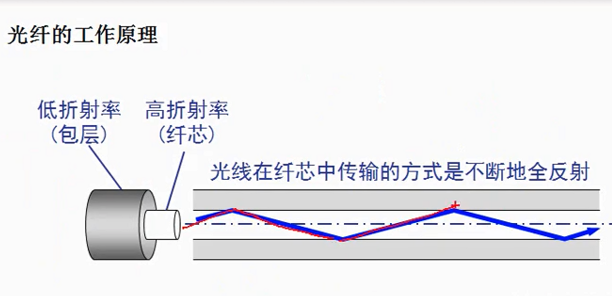 光纤的工作原理
低折射率
（包层）
高折射率
（纤芯）
光线在纤芯中传输的方式是不断地全反射